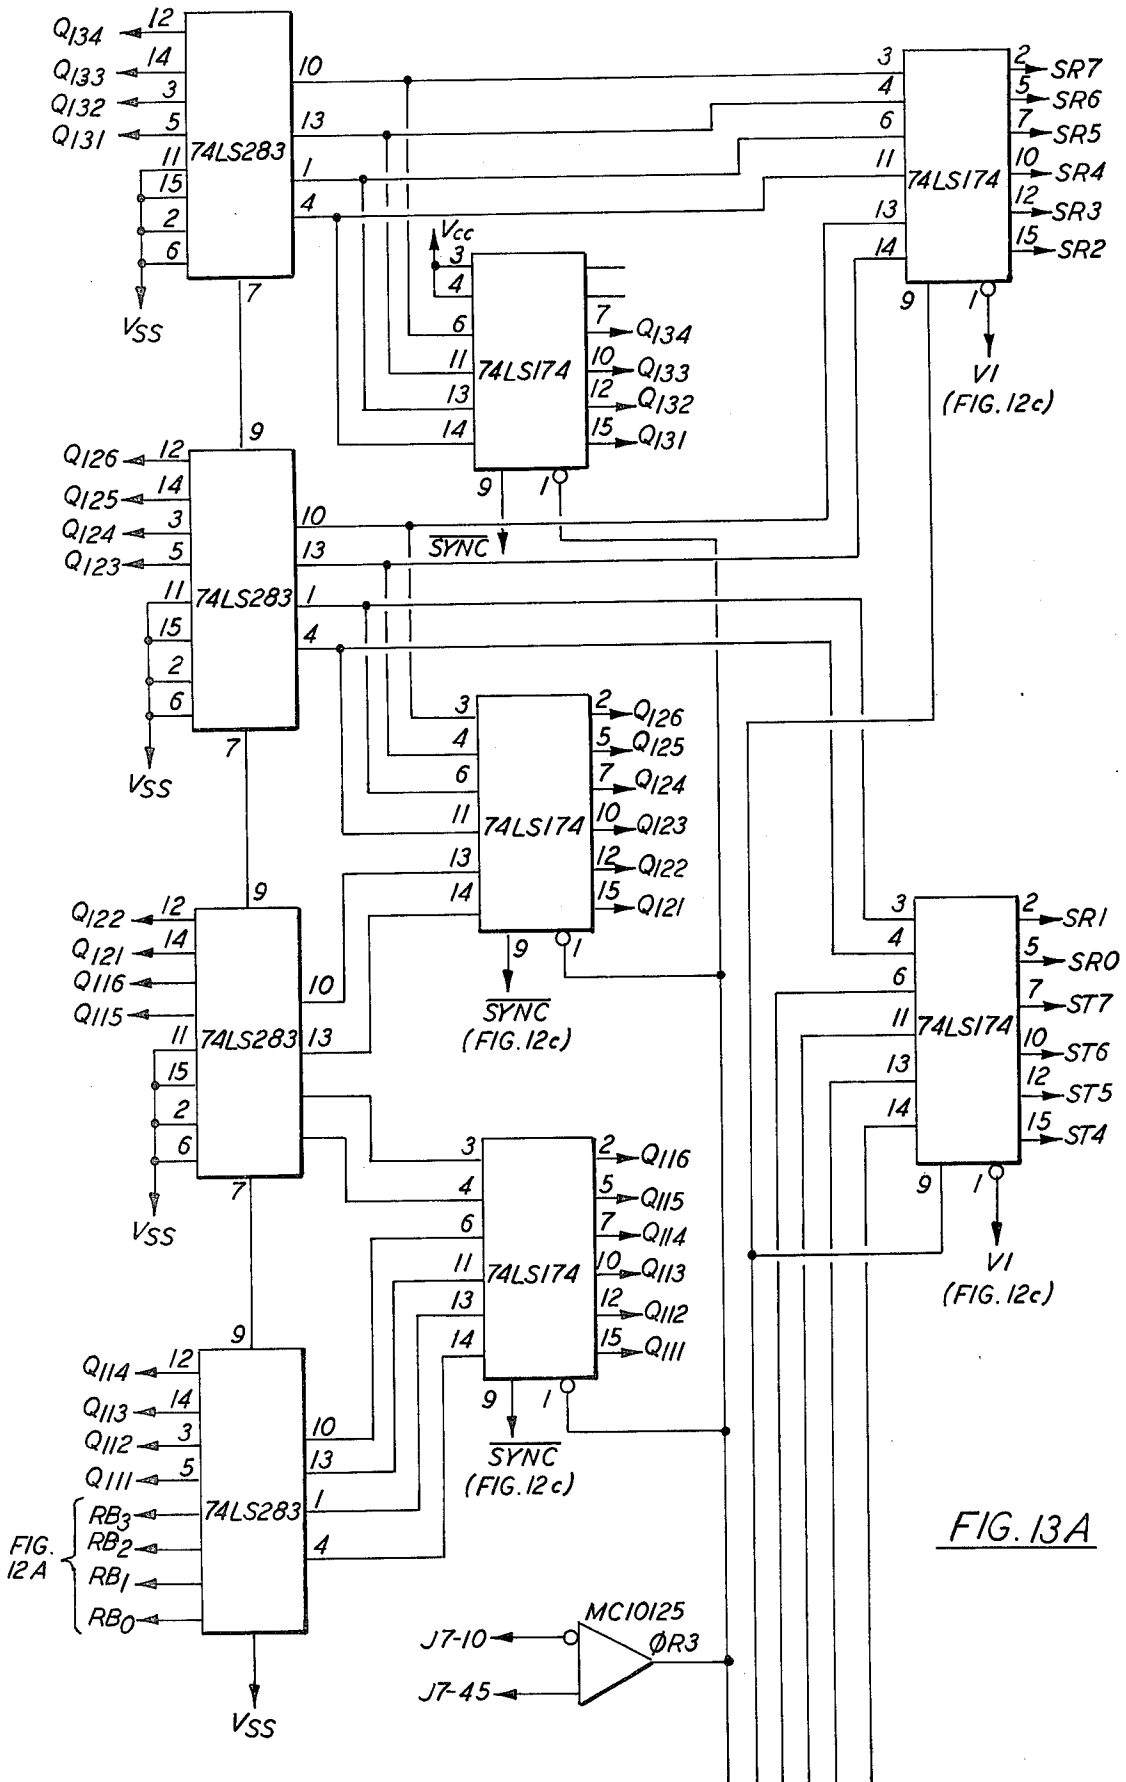 Q134 12
Q133 14
Q132 3
Q131 5
11
15
2
6
VSS
74LS283
10
13
1
4
7
3
4
6
11
13
14
74LS174
2 SR7
5 SR6
7 SR5
10 SR4
12 SR3
15 SR2
9
1
V1
(FIG. 12c)
Vcc
3
4
6
11
13
14
74LS174
7 Q134
10 Q133
12 Q132
15 Q131
9
1
SYNC
9
Q126 12
Q125 14
Q124 3
Q123 5
11
15
2
6
VSS
74LS283
10
13
1
4
7
3
4
6
11
13
14
74LS174
2 Q126
5 Q125
7 Q124
10 Q123
12 Q122
15 Q121
9
1
SYNC
(FIG. 12c)
9
Q122 12
Q121 14
Q116
Q115
11
15
2
6
VSS
74LS283
10
13
7
3
4
6
11
13
14
74LS174
2 SR1
5 SR0
7 ST7
10 ST6
12 ST5
15 ST4
9
1
V1
(FIG. 12c)
3
4
6
11
13
14
74LS174
2 Q116
5 Q115
7 Q114
10 Q113
12 Q112
15 Q111
9
1
SYNC
(FIG. 12c)
9
Q114 12
Q113 14
Q112 3
Q111 5
FIG.
12A
RB3
RB2
RB1
RB0
74LS283
10
13
1
4
VSS
MC10125
J7-10
J7-45
ØR3
FIG. 13A